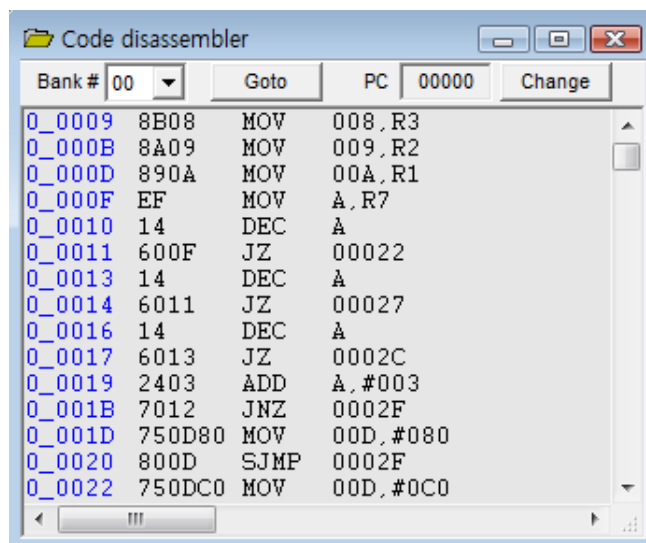 Code disassembler
Bank # 00 Goto PC 00000 Change
0_0009 8B08 MOV 008,R3
0_000B 8A09 MOV 009,R2
0_000D 890A MOV 00A,R1
0_000F EF MOV A,R7
0_0010 14 DEC A
0_0011 600F JZ 00022
0_0013 14 DEC A
0_0014 6011 JZ 00027
0_0016 14 DEC A
0_0017 6013 JZ 0002C
0_0019 2403 ADD A,#003
0_001B 7012 JNZ 0002F
0_001D 750D80 MOV 00D,#080
0_0020 800D SJMP 0002F
0_0022 750DC0 MOV 00D,#0C0